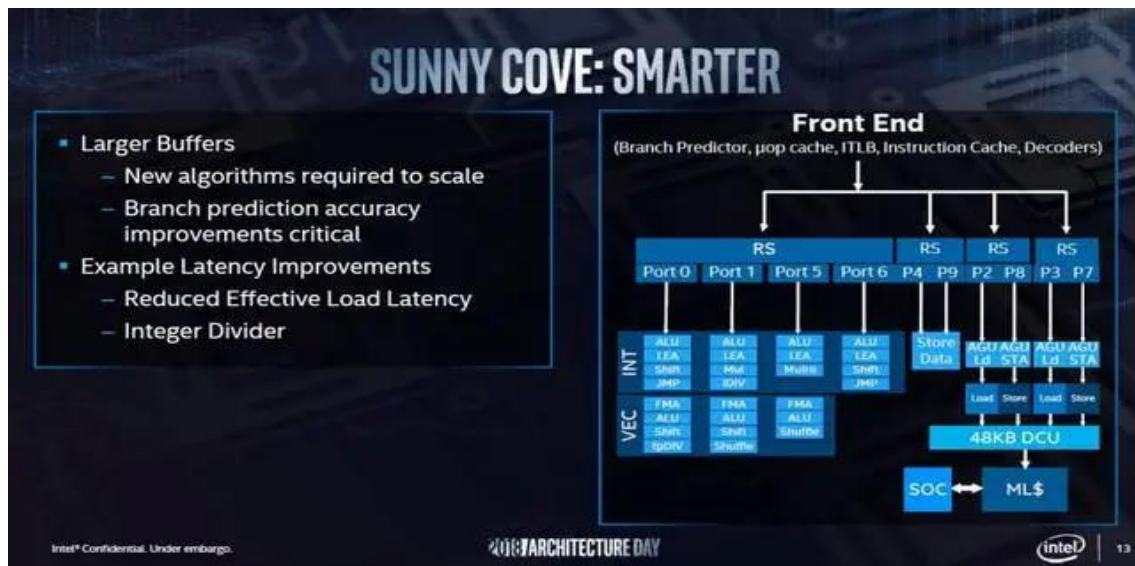 SUNNY COVE: SMARTER
Larger Buffers
– New algorithms required to scale
– Branch prediction accuracy
improvements critical
Example Latency Improvements
– Reduced Effective Load Latency
– Integer Divider
Front End
(Branch Predictor, µop cache, ITLB, Instruction Cache, Decoders)
RS RS RS RS
Port 0 Port 1 Port 5 Port 6 P4 P9 P2 P8 P3 P7
INT
ALU ALU ALU ALU
LEA LEA LEA LEA
Shift Mul MulHi Shift
JMP IDIV JMP
Store
Data
AGU AGU AGU AGU
Ld STA Ld STA
Load Store Load Store
VEC
FMA FMA FMA
ALU ALU ALU
Shift Shift Shuffle
fpDIV Shuffle
48KB DCU
SOC ML$
Intel® Confidential. Under embargo.
2018 ARCHITECTURE DAY
intel
13